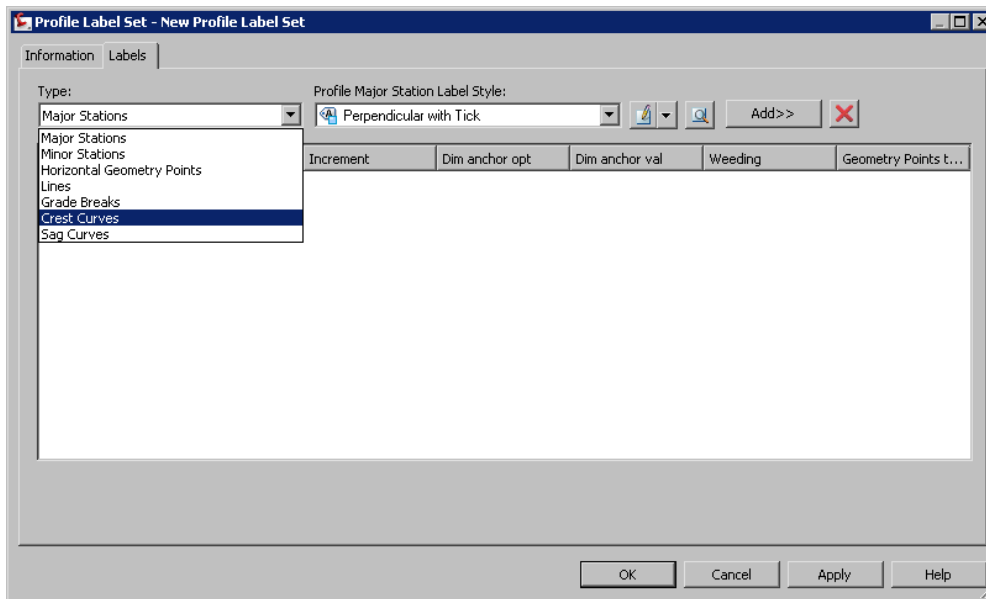 Profile Label Set - New Profile Label Set
Information Labels
Type: Profile Major Station Label Style:
Major Stations Perpendicular with Tick Add>>
Major Stations
Minor Stations
Horizontal Geometry Points
Lines
Grade Breaks
Crest Curves
Sag Curves
Increment Dim anchor opt Dim anchor val Weeding Geometry Points t...
OK Cancel Apply Help